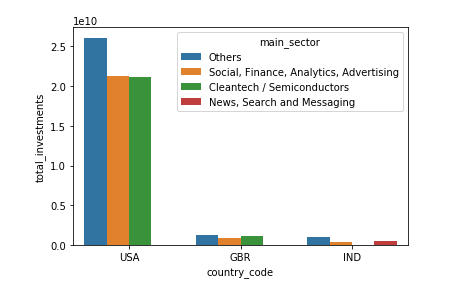 1e10
main_sector
Others
Social, Finance, Analytics, Advertising
Cleantech / Semiconductors
News, Search and Messaging
2.5
2.0
1.5
1.0
0.5
0.0
total_investments
USA GBR IND
country_code